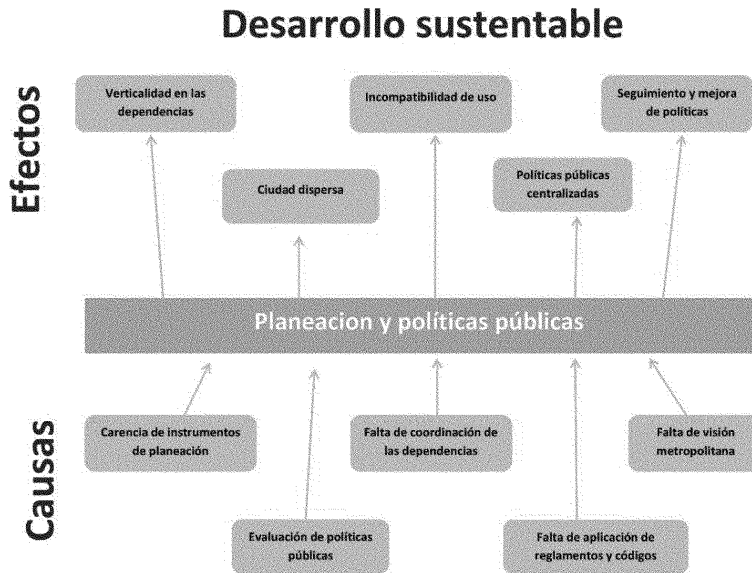 Desarrollo sustentable
Efectos
Verticalidad en las
dependencias
Incompatibilidad de uso
Seguimiento y mejora
de políticas
Ciudad dispersa
Políticas públicas
centralizadas
Planeacion y políticas públicas
Causas
Carencia de instrumentos
de planeación
Falta de coordinación de
las dependencias
Falta de visión
metropolitana
Evaluación de políticas
públicas
Falta de aplicación de
reglamentos y códigos